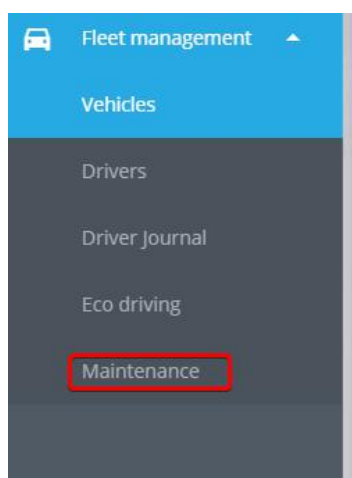 Fleet management
Vehicles
Drivers
Driver Journal
Eco driving
Maintenance